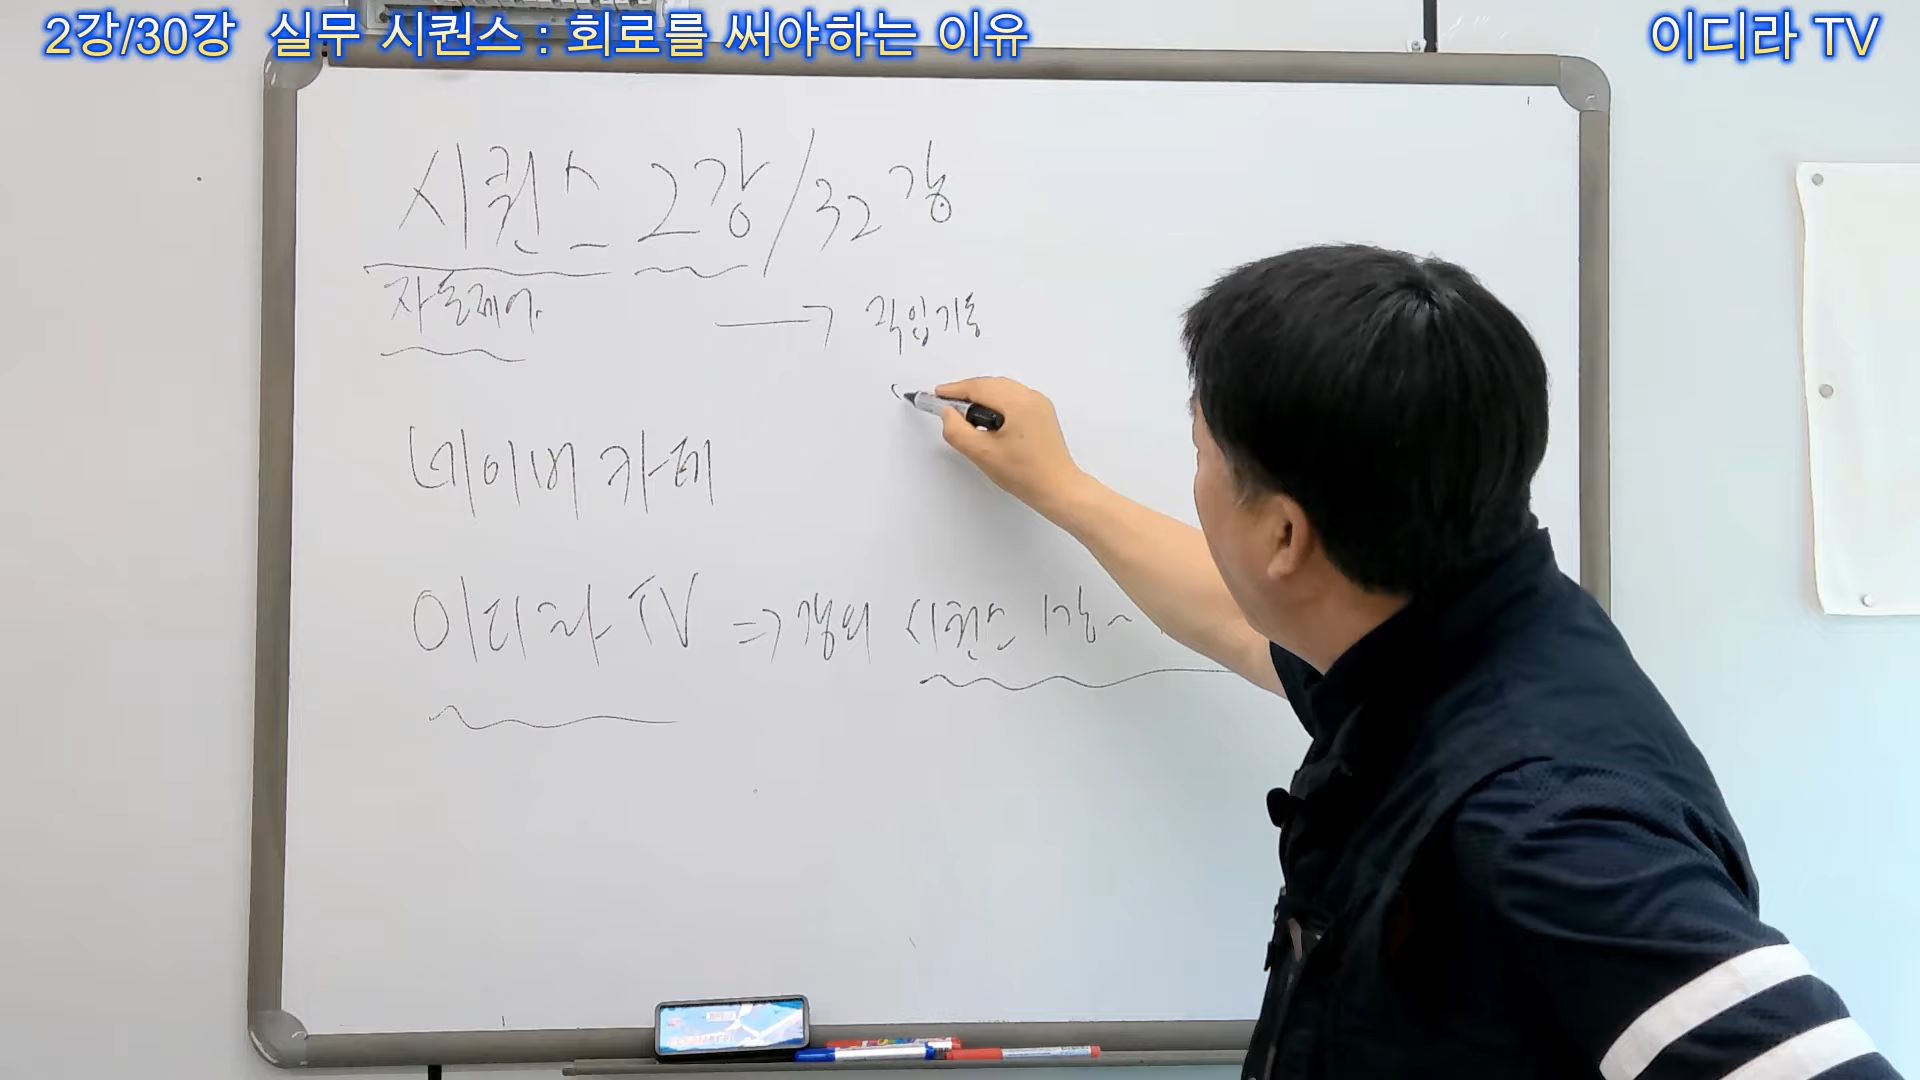 2강/30강 실무 시퀀스 : 회로를 써야하는 이유
이디라 TV
시퀀스 2강/32강
자동제어
→ 직입기동
네이버 카페
이디라 TV ⇒ 강의 시퀀스 1강~